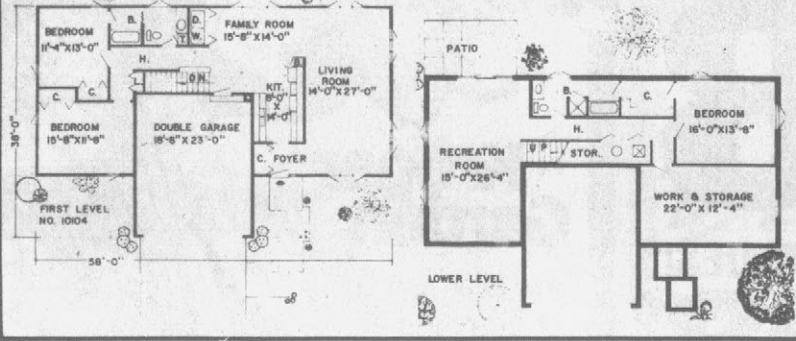 BEDROOM
11'-4"X13'-0"
B.
T.
D.
W.
FAMILY ROOM
15'-8"X14'-0"
H.
DN
C.
C.
KIT.
8'-0"
X
14'-0"
B
LIVING
ROOM
14'-0"X27'-0"
BEDROOM
15'-8"X11'-8"
DOUBLE GARAGE
18'-8"X23'-0"
C.
FOYER
38'-0"
FIRST LEVEL
NO. 10104
58'-0"
PATIO
B.
C.
BEDROOM
16'-0"X13'-8"
H.
UP
STOR.
RECREATION
ROOM
15'-0"X26'-4"
WORK & STORAGE
22'-0"X12'-4"
LOWER LEVEL